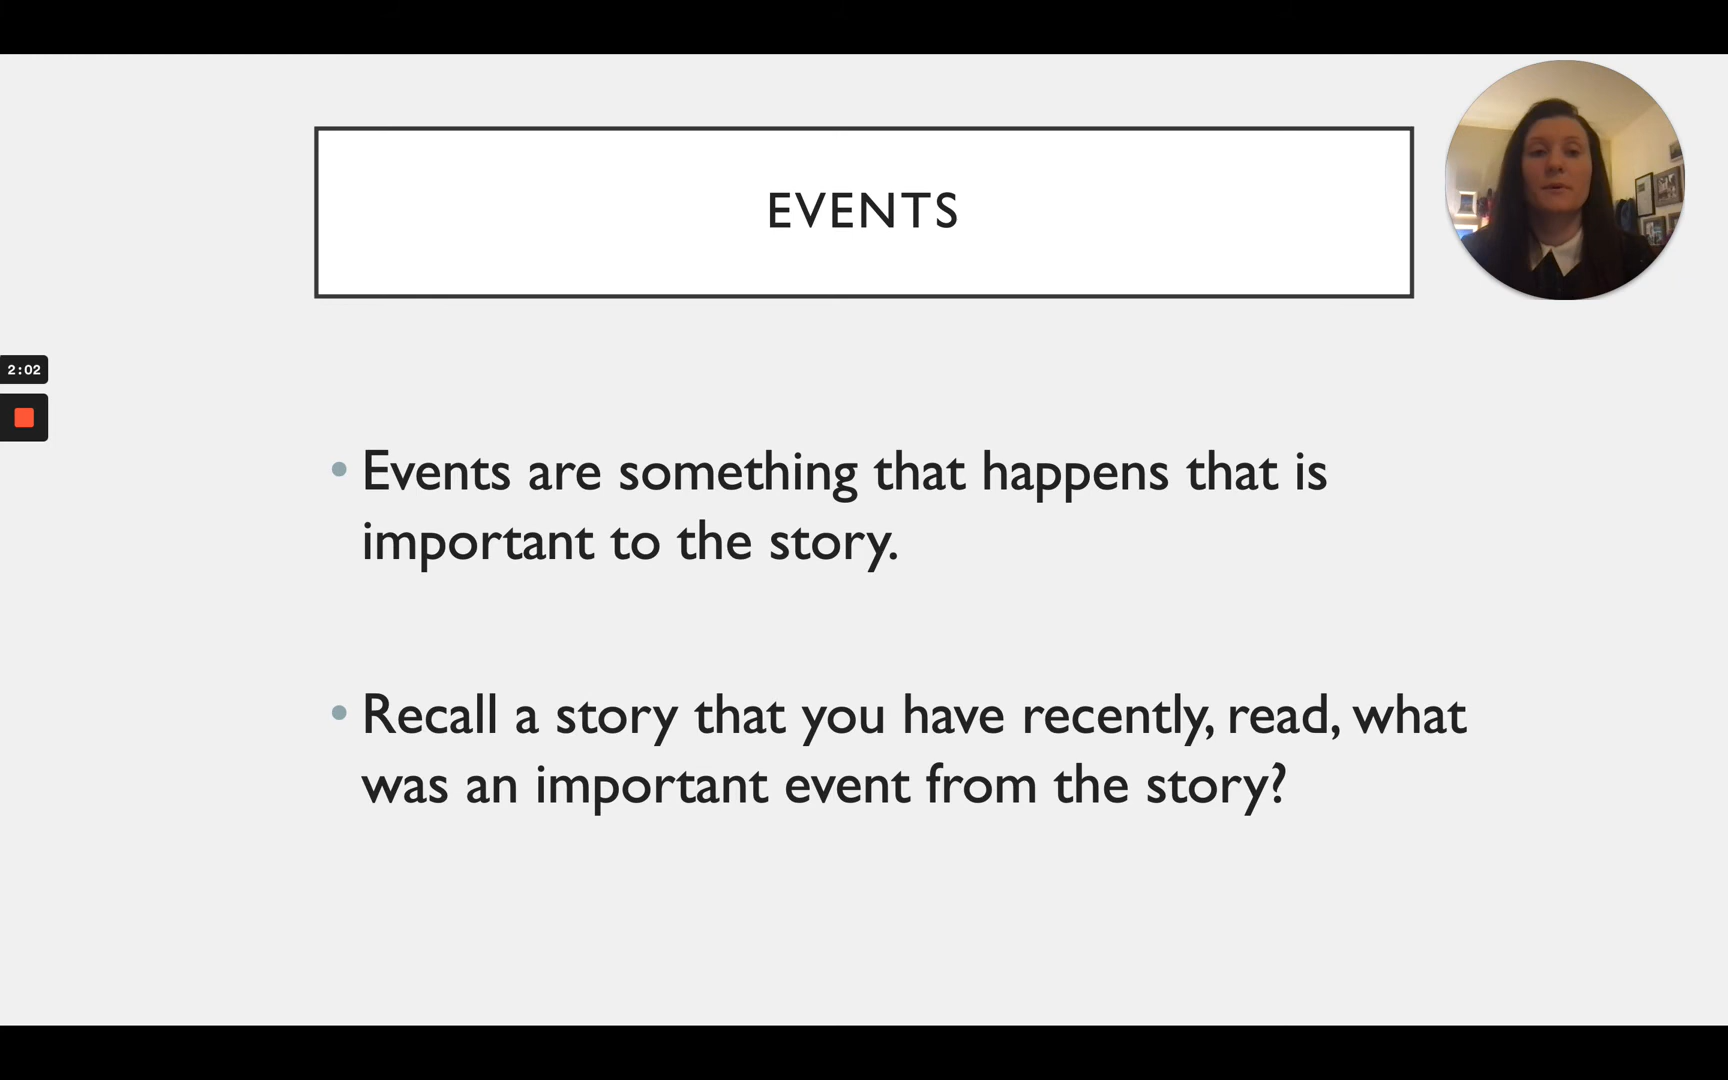 EVENTS
2:02
Events are something that happens that is
important to the story.
Recall a story that you have recently, read, what
was an important event from the story?